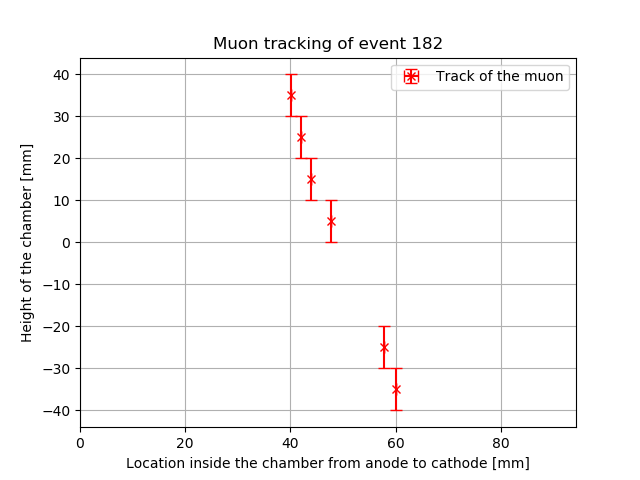 Muon tracking of event 182
Track of the muon
40
30
20
10
0
−10
−20
−30
−40
Height of the chamber [mm]
0 20 40 60 80
Location inside the chamber from anode to cathode [mm]